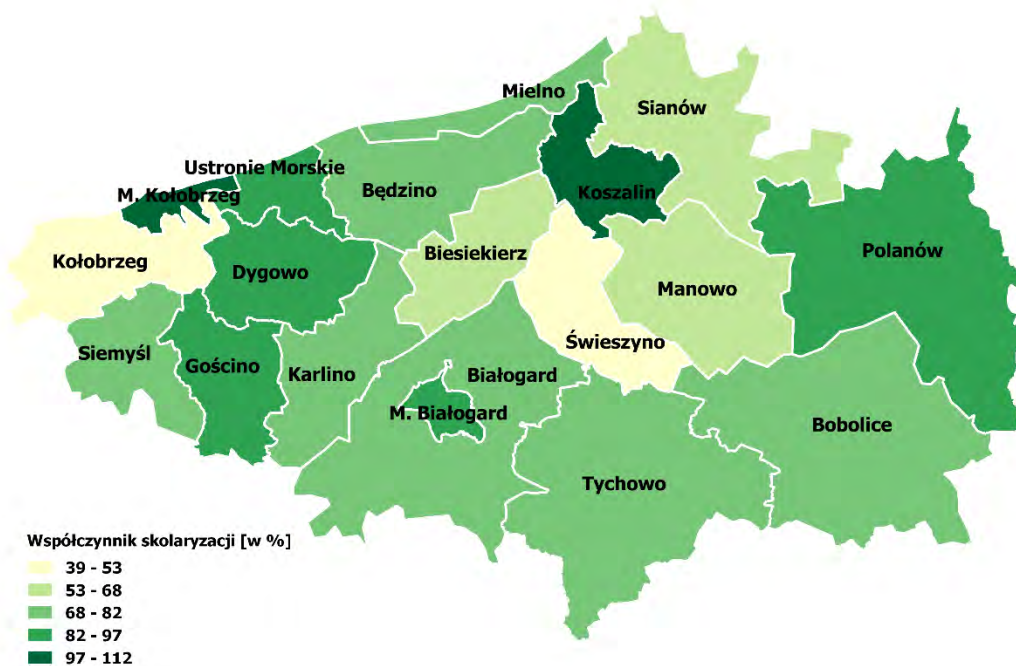 Mielno
Sianów
Ustronie Morskie
M. Kołobrzeg
Będzino
Koszalin
Kołobrzeg
Dygowo
Biesiekierz
Polanów
Manowo
Siemyśl
Gościno
Karlino
Świeszyno
Białogard
M. Białogard
Bobolice
Tychowo
Współczynnik skolaryzacji [w %]
39 - 53
53 - 68
68 - 82
82 - 97
97 - 112